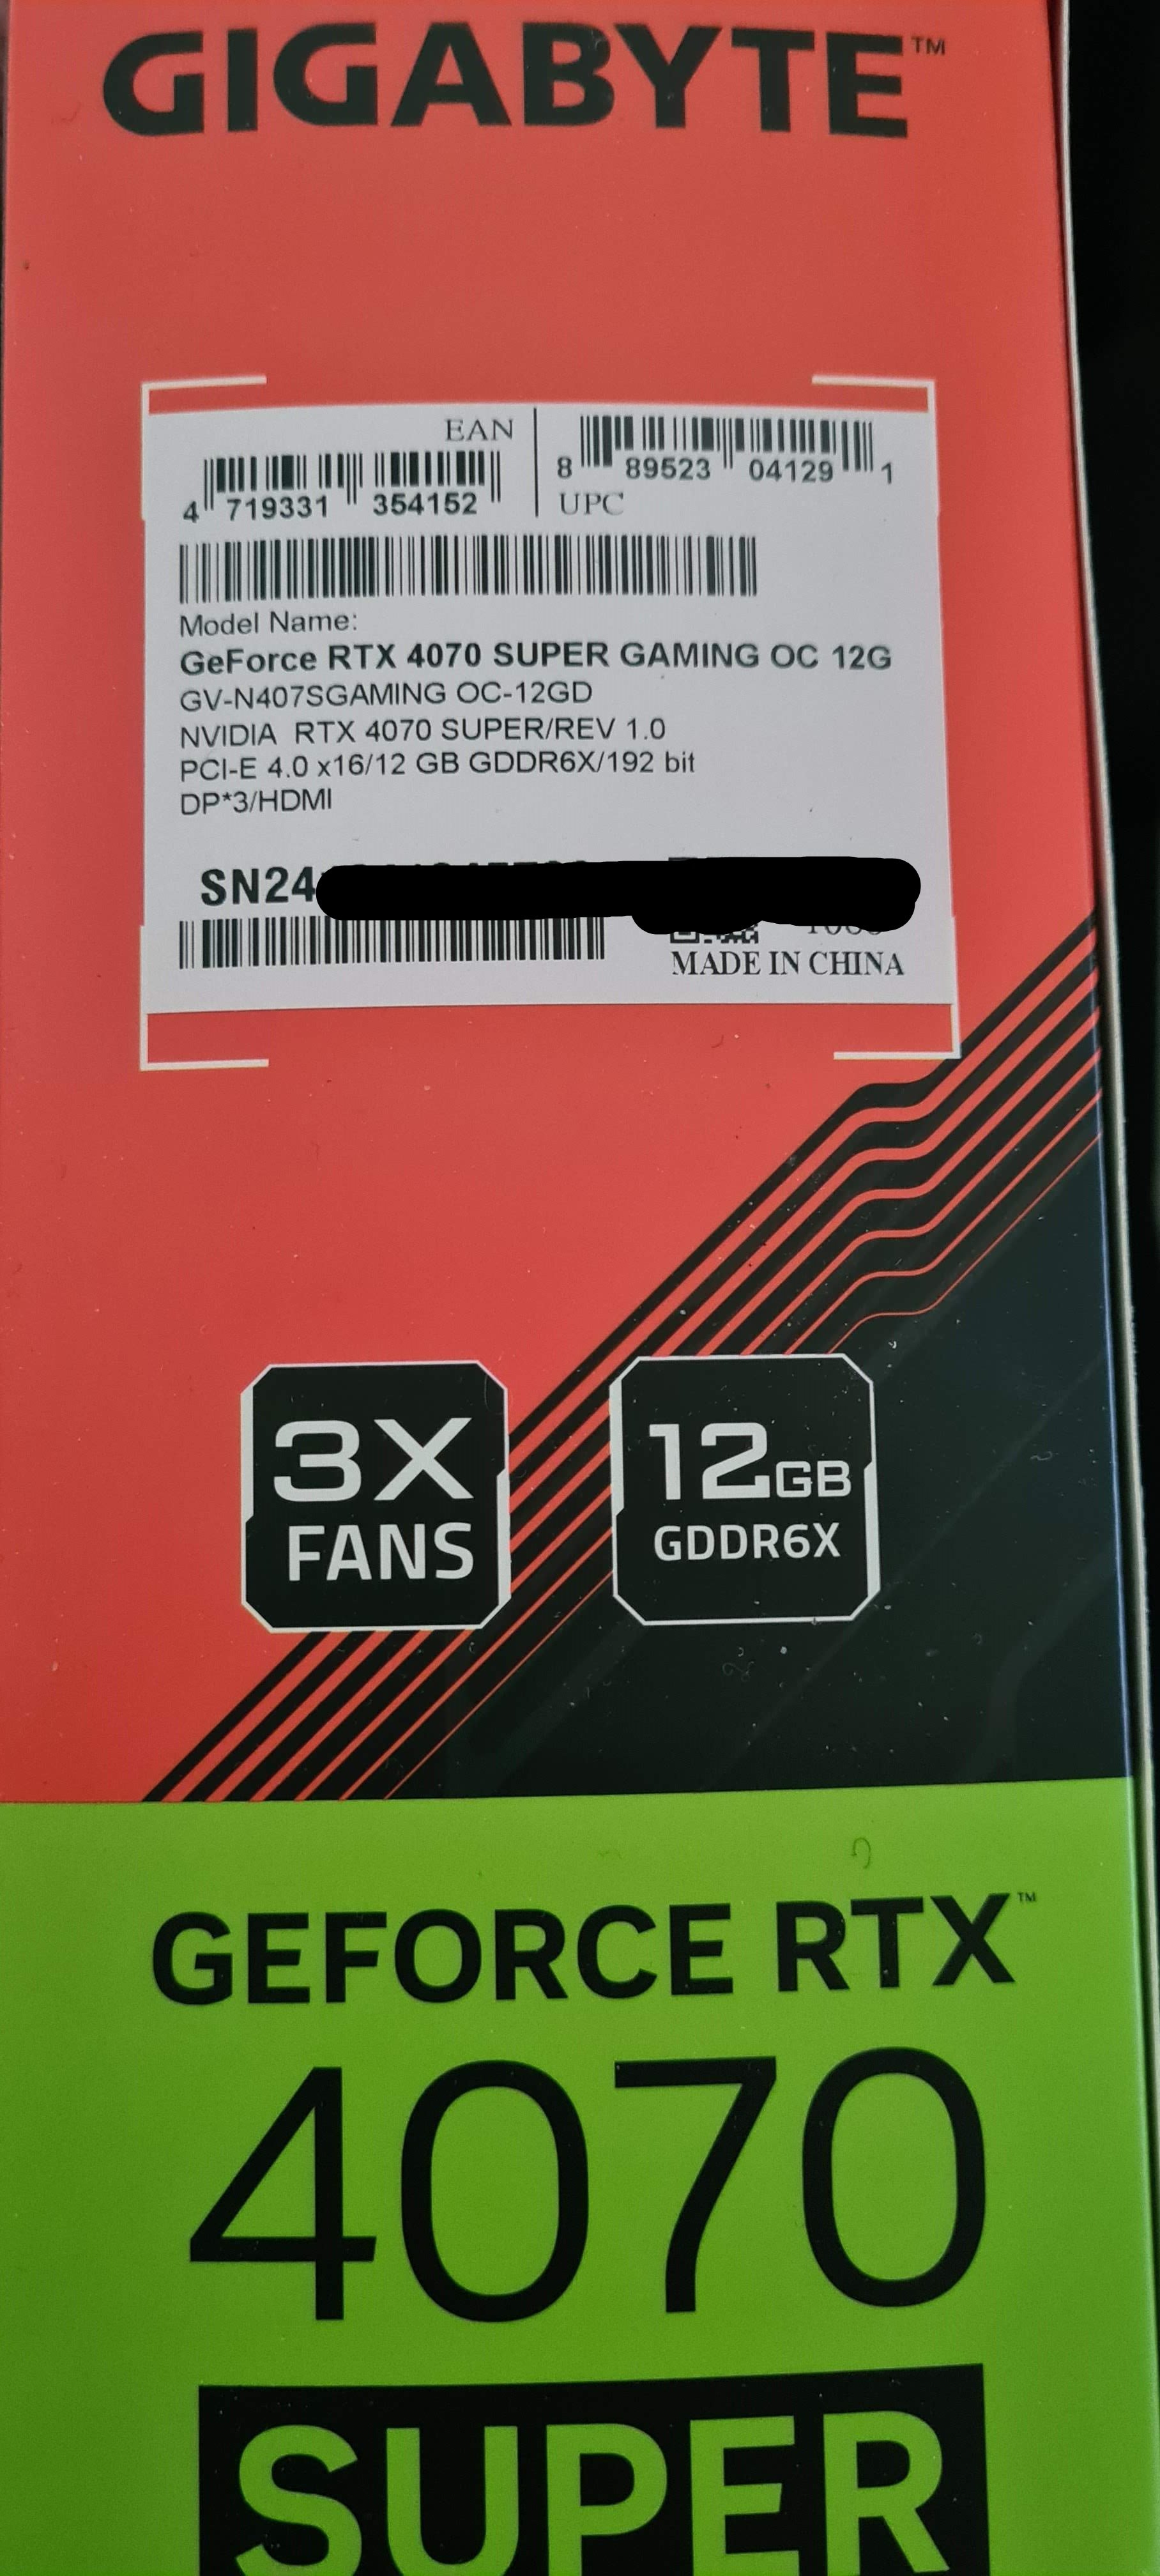 GIGABYTE™
EAN
4 719331 354152
8 89523 04129 1
UPC
Model Name:
GeForce RTX 4070 SUPER GAMING OC 12G
GV-N407SGAMING OC-12GD
NVIDIA RTX 4070 SUPER/REV 1.0
PCI-E 4.0 x16/12 GB GDDR6X/192 bit
DP*3/HDMI
SN24
MADE IN CHINA
3X
FANS
12GB
GDDR6X
GEFORCE RTX™
4070
SUPER